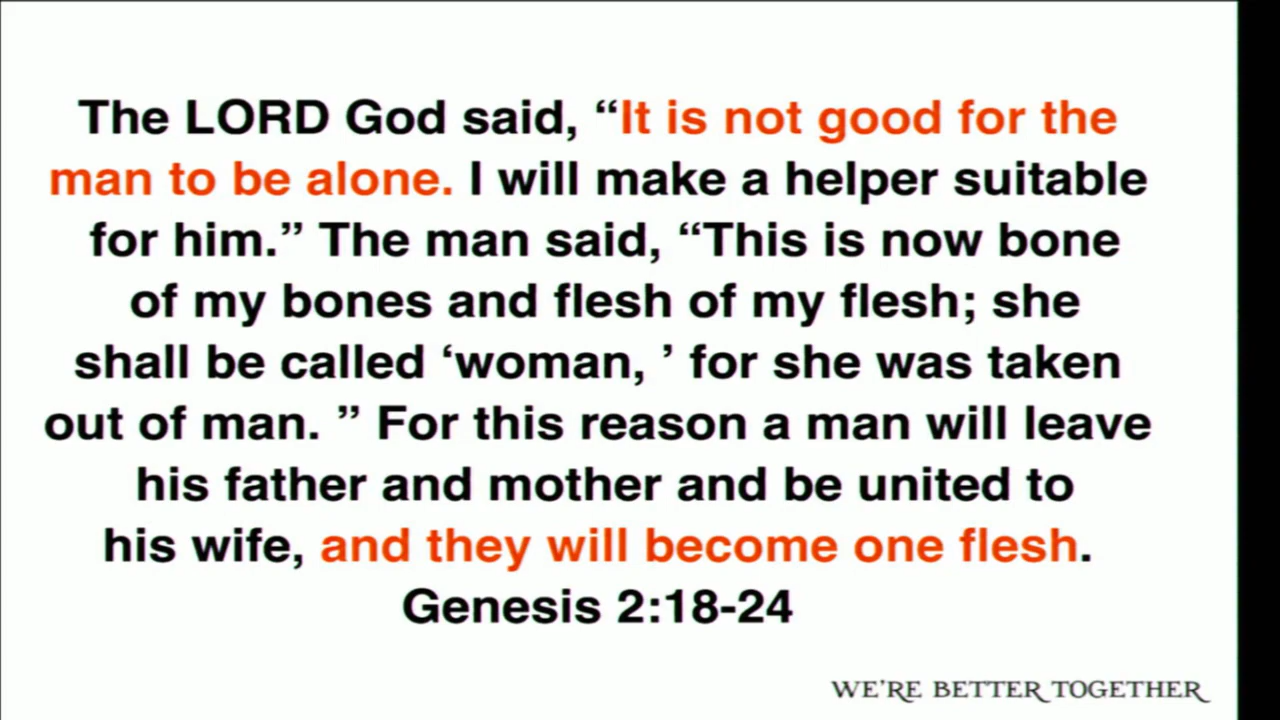 The LORD God said, “It is not good for the
man to be alone. I will make a helper suitable
for him.” The man said, “This is now bone
of my bones and flesh of my flesh; she
shall be called ‘woman, ’ for she was taken
out of man. ” For this reason a man will leave
his father and mother and be united to
his wife, and they will become one flesh.
Genesis 2:18-24
WE'RE BETTER TOGETHER